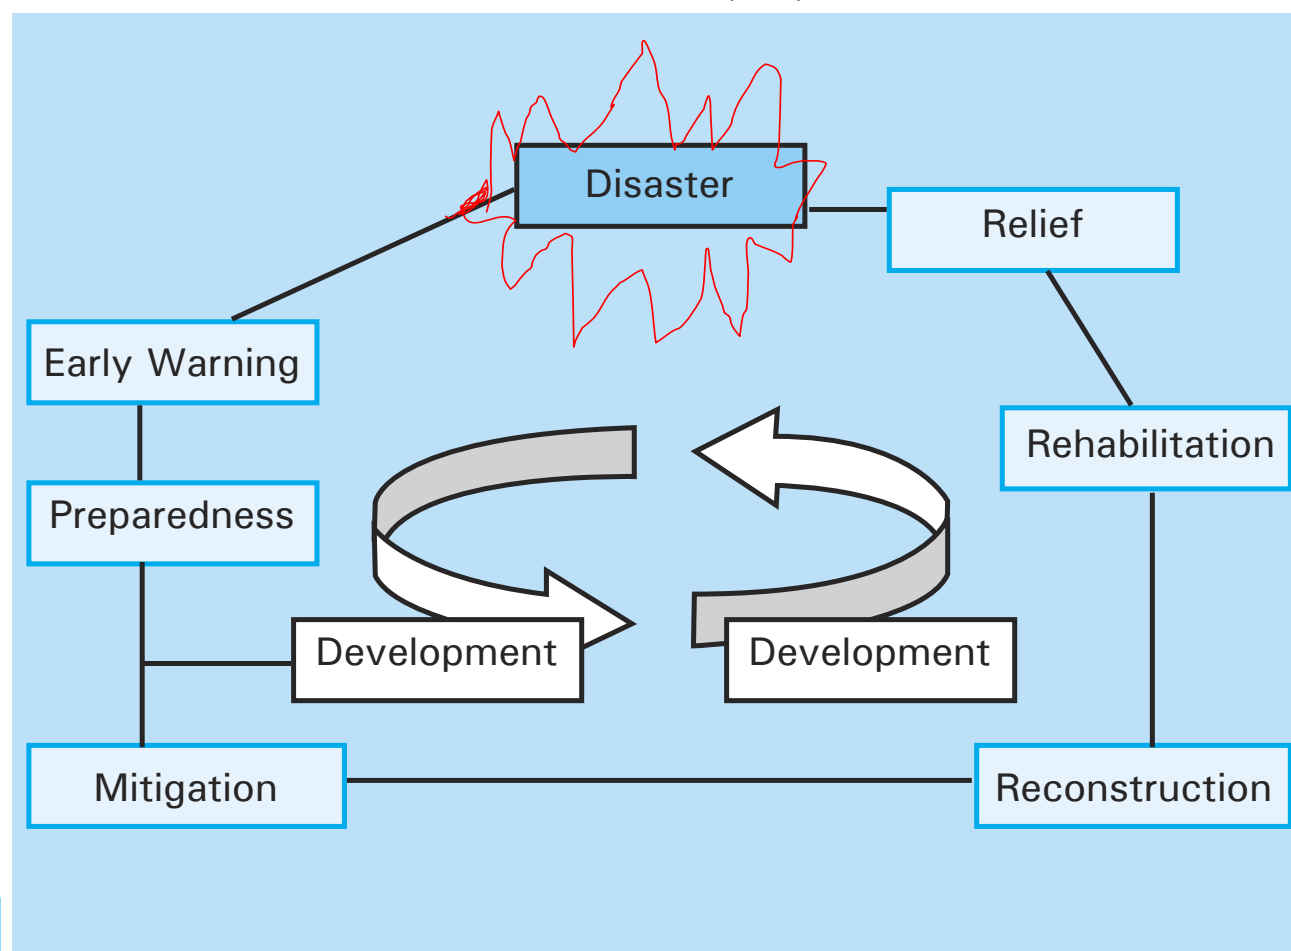 Disaster
Relief
Early Warning
Rehabilitation
Preparedness
Development
Development
Mitigation
Reconstruction